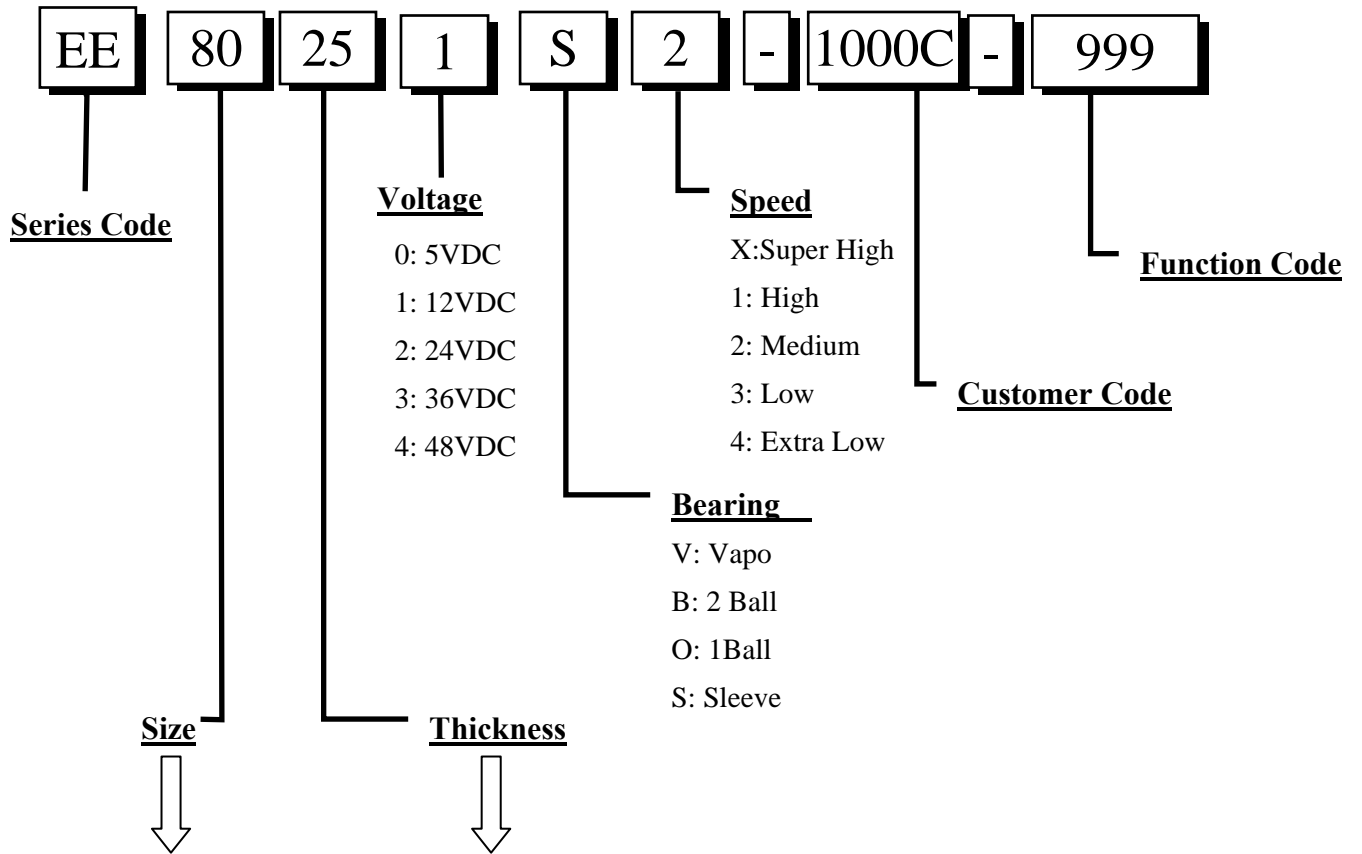 EE 80 25 1 S 2 - 1000C - 999
Series Code
Voltage
0: 5VDC
1: 12VDC
2: 24VDC
3: 36VDC
4: 48VDC
Speed
X:Super High
1: High
2: Medium
3: Low
4: Extra Low
Function Code
Customer Code
Bearing
V: Vapo
B: 2 Ball
O: 1Ball
S: Sleeve
Size
Thickness